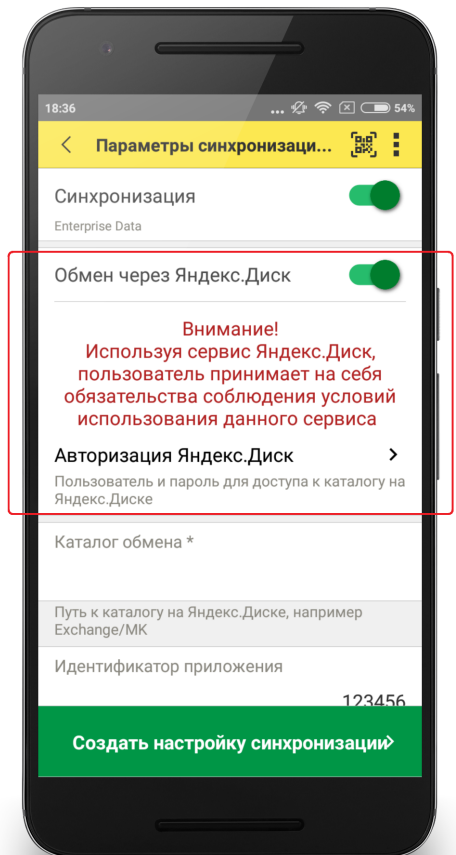 18:36 ... 54%
Параметры синхронизаци...
Синхронизация
Enterprise Data
Обмен через Яндекс.Диск
Внимание!
Используя сервис Яндекс.Диск,
пользователь принимает на себя
обязательства соблюдения условий
использования данного сервиса
Авторизация Яндекс.Диск
Пользователь и пароль для доступа к каталогу на
Яндекс.Диске
Каталог обмена *
Путь к каталогу на Яндекс.Диске, например
Exchange/MK
Идентификатор приложения
123456
Создать настройку синхронизации